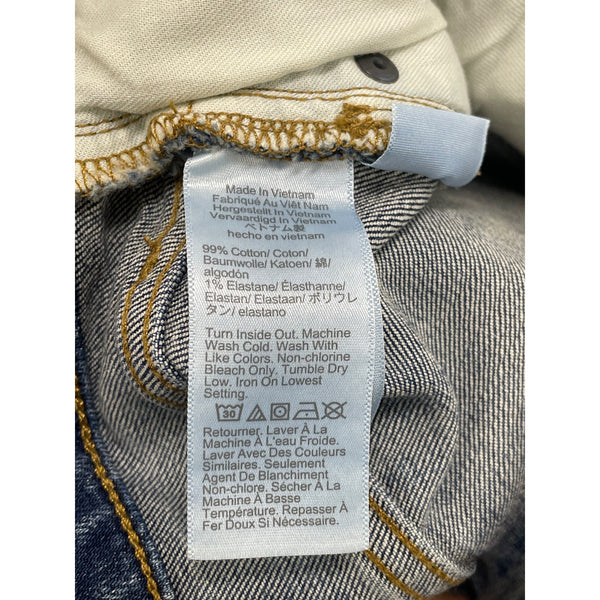 Made In Vietnam
Fabriqué Au Viêt Nam
Hergestellt In Vietnam
Vervaardigd In Vietnam
ベトナム製
hecho en vietnam
99% Cotton/ Coton/
Baumwolle/ Katoen/ 綿/
algodón
1% Elastane/ Élasthanne/
Elastan/ Elastaan/ ポリウレ
タン/ elastano
Turn Inside Out. Machine
Wash Cold. Wash With
Like Colors. Non-chlorine
Bleach Only. Tumble Dry
Low. Iron On Lowest
Setting.
30
Retourner. Laver À La
Machine À L'eau Froide.
Laver Avec Des Couleurs
Similaires. Seulement
Agent De Blanchiment
Non-chlore. Sécher À La
Machine À Basse
Température. Repasser À
Fer Doux Si Nécessaire.